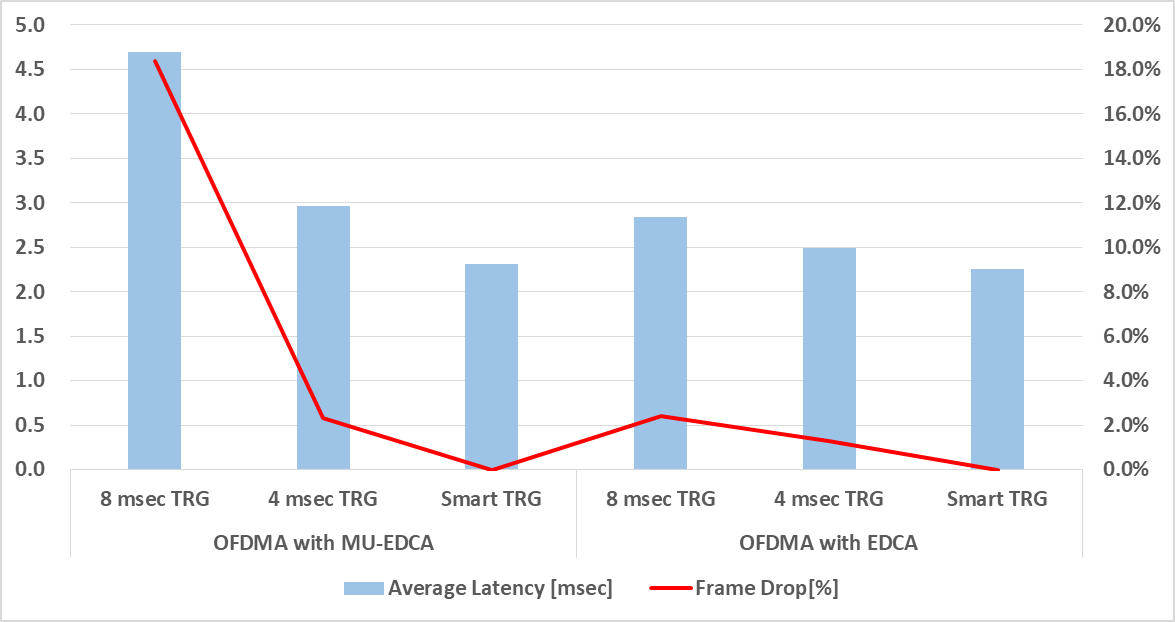 5.0
4.5
4.0
3.5
3.0
2.5
2.0
1.5
1.0
0.5
0.0
20.0%
18.0%
16.0%
14.0%
12.0%
10.0%
8.0%
6.0%
4.0%
2.0%
0.0%
8 msec TRG
4 msec TRG
Smart TRG
8 msec TRG
4 msec TRG
Smart TRG
OFDMA with MU-EDCA
OFDMA with EDCA
Average Latency [msec]
Frame Drop[%]